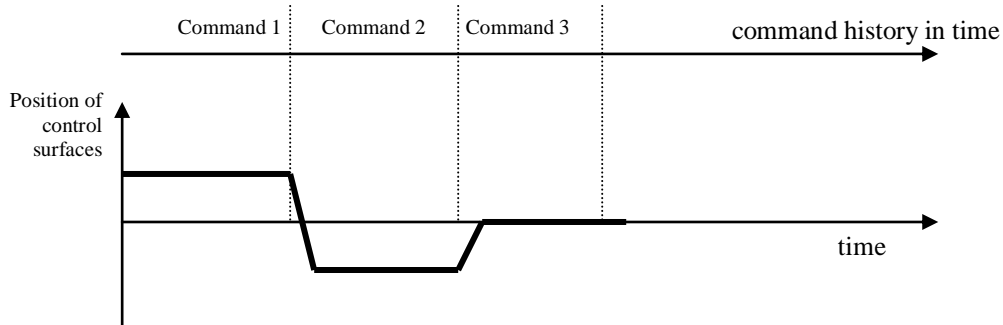 Command 1
Command 2
Command 3
command history in time
Position of
control
surfaces
time